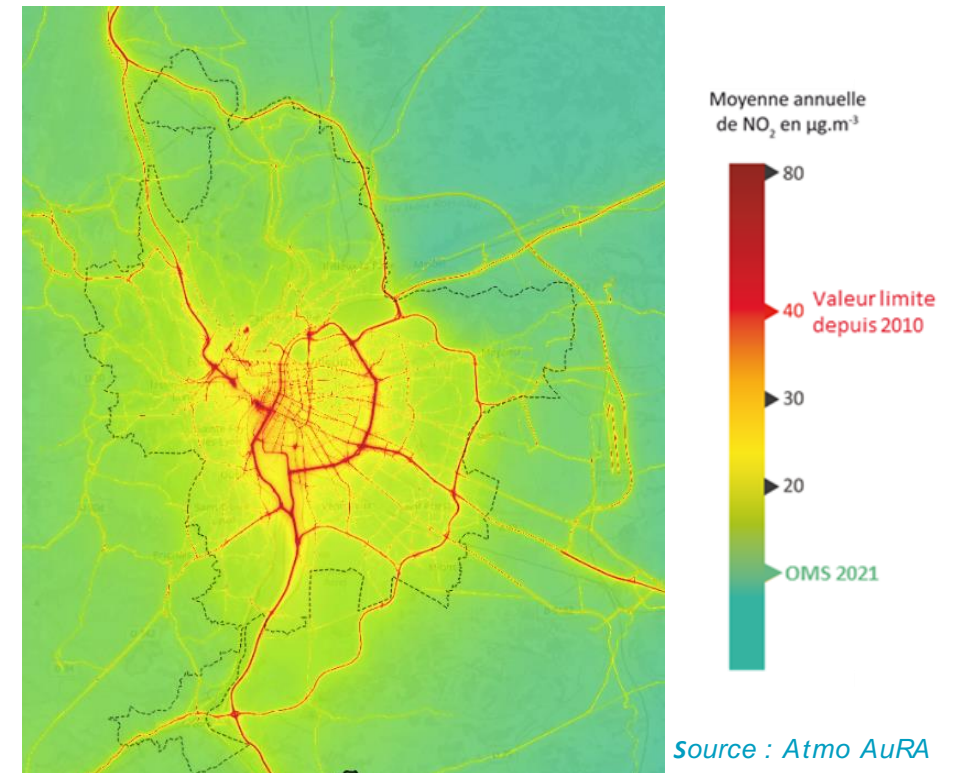 Moyenne annuelle
de NO₂ en µg.m⁻³
80
40 Valeur limite
depuis 2010
30
20
OMS 2021
Source : Atmo AuRA